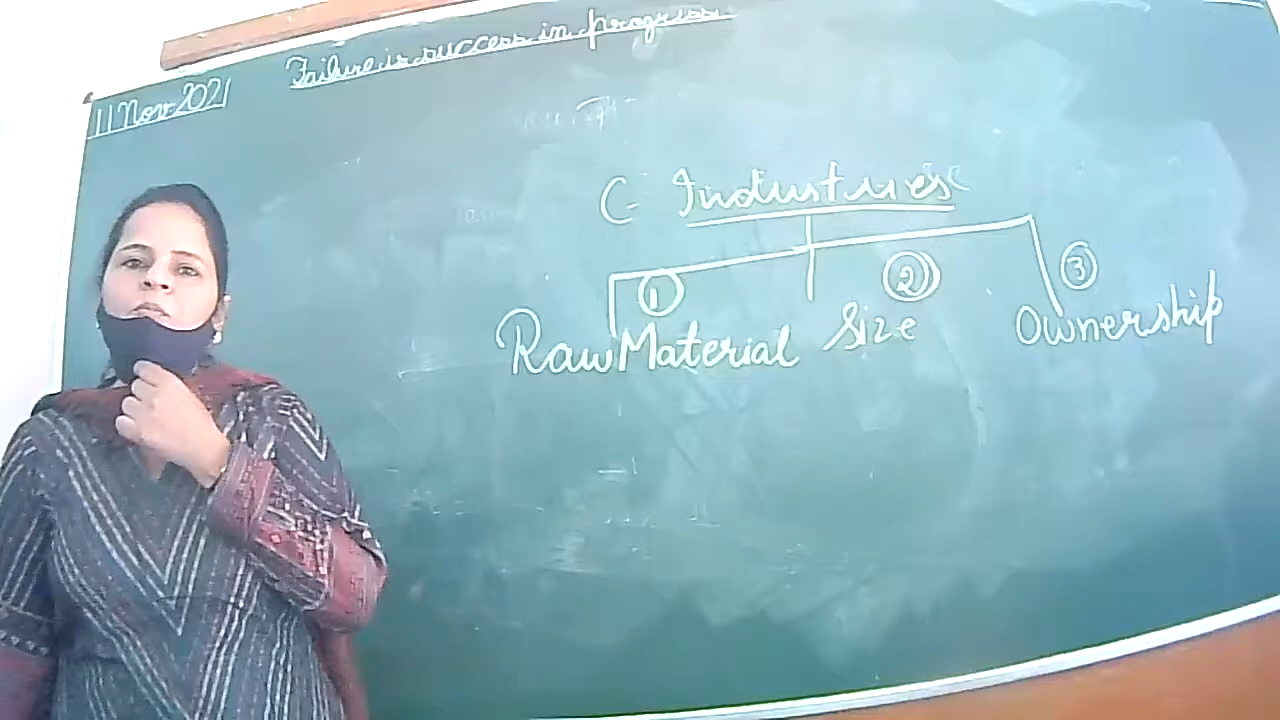 Failure is success in progress
11 Nov 2021
C- Industries
1 2 3
Raw Material Size Ownership